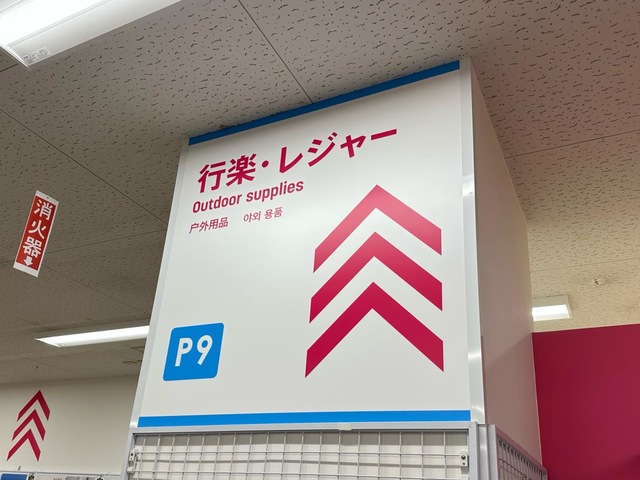 行楽・レジャー
Outdoor supplies
户外用品 야외 용품
P9
消火器